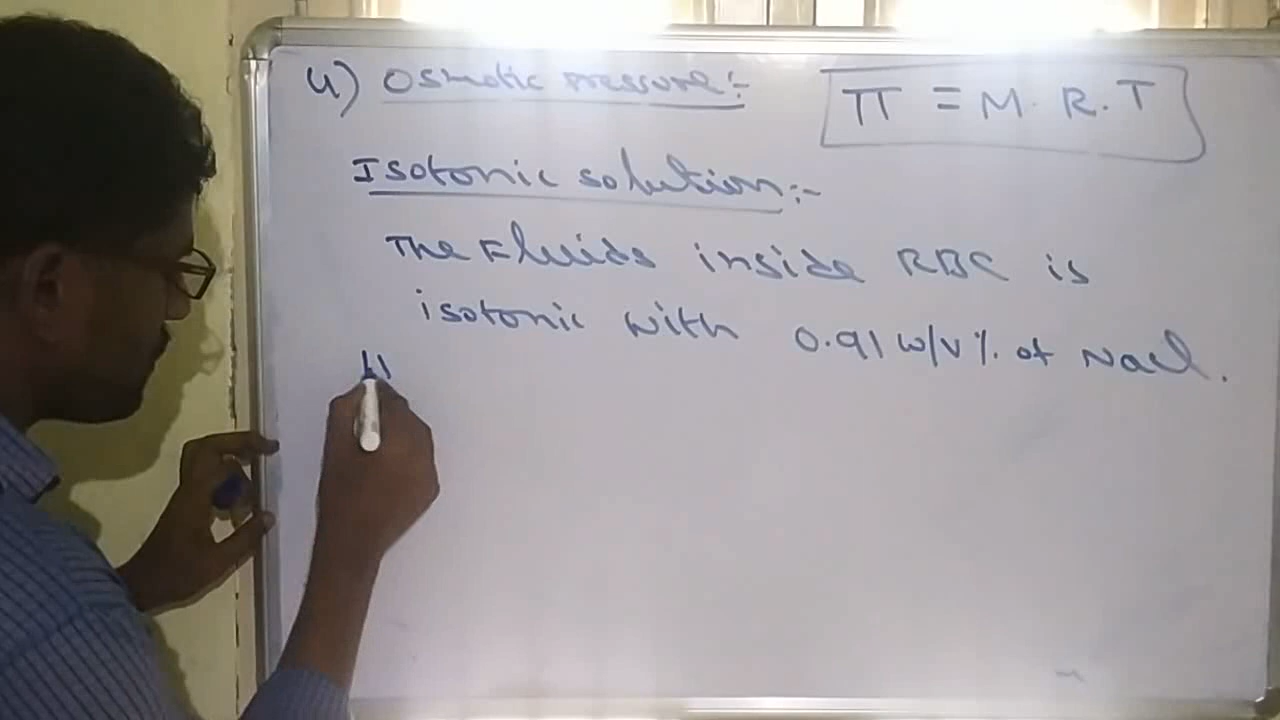 4) Osmotic pressure:- π = M. R. T
Isotonic solution:-
The Fluids inside RBC is
isotonic with 0.91 w/v %. of Nacl.